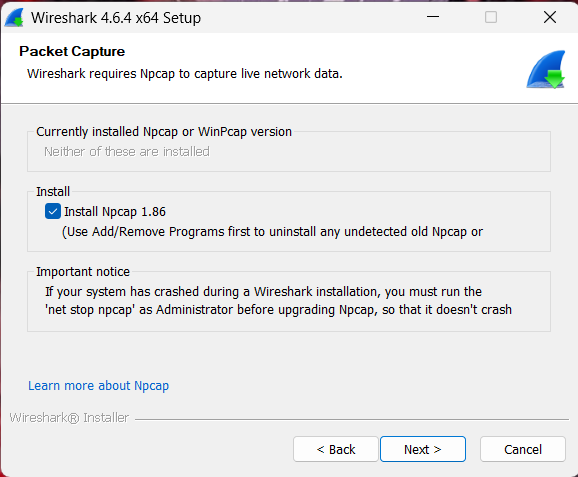 Wireshark 4.6.4 x64 Setup
Packet Capture
Wireshark requires Npcap to capture live network data.
Currently installed Npcap or WinPcap version
Neither of these are installed
Install
Install Npcap 1.86
(Use Add/Remove Programs first to uninstall any undetected old Npcap or
Important notice
If your system has crashed during a Wireshark installation, you must run the
'net stop npcap' as Administrator before upgrading Npcap, so that it doesn't crash
Learn more about Npcap
Wireshark® Installer
< Back
Next >
Cancel